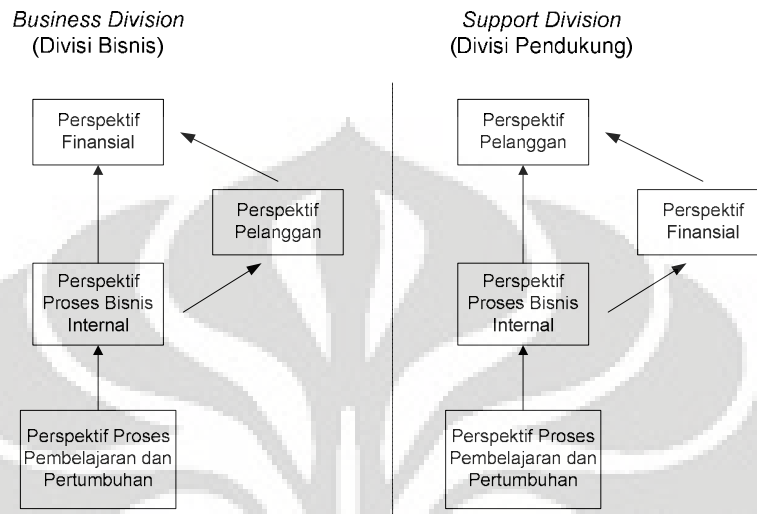 Business Division
(Divisi Bisnis)
Perspektif
Finansial
Perspektif
Pelanggan
Perspektif
Proses Bisnis
Internal
Perspektif Proses
Pembelajaran dan
Pertumbuhan
Support Division
(Divisi Pendukung)
Perspektif
Pelanggan
Perspektif
Finansial
Perspektif
Proses Bisnis
Internal
Perspektif Proses
Pembelajaran dan
Pertumbuhan